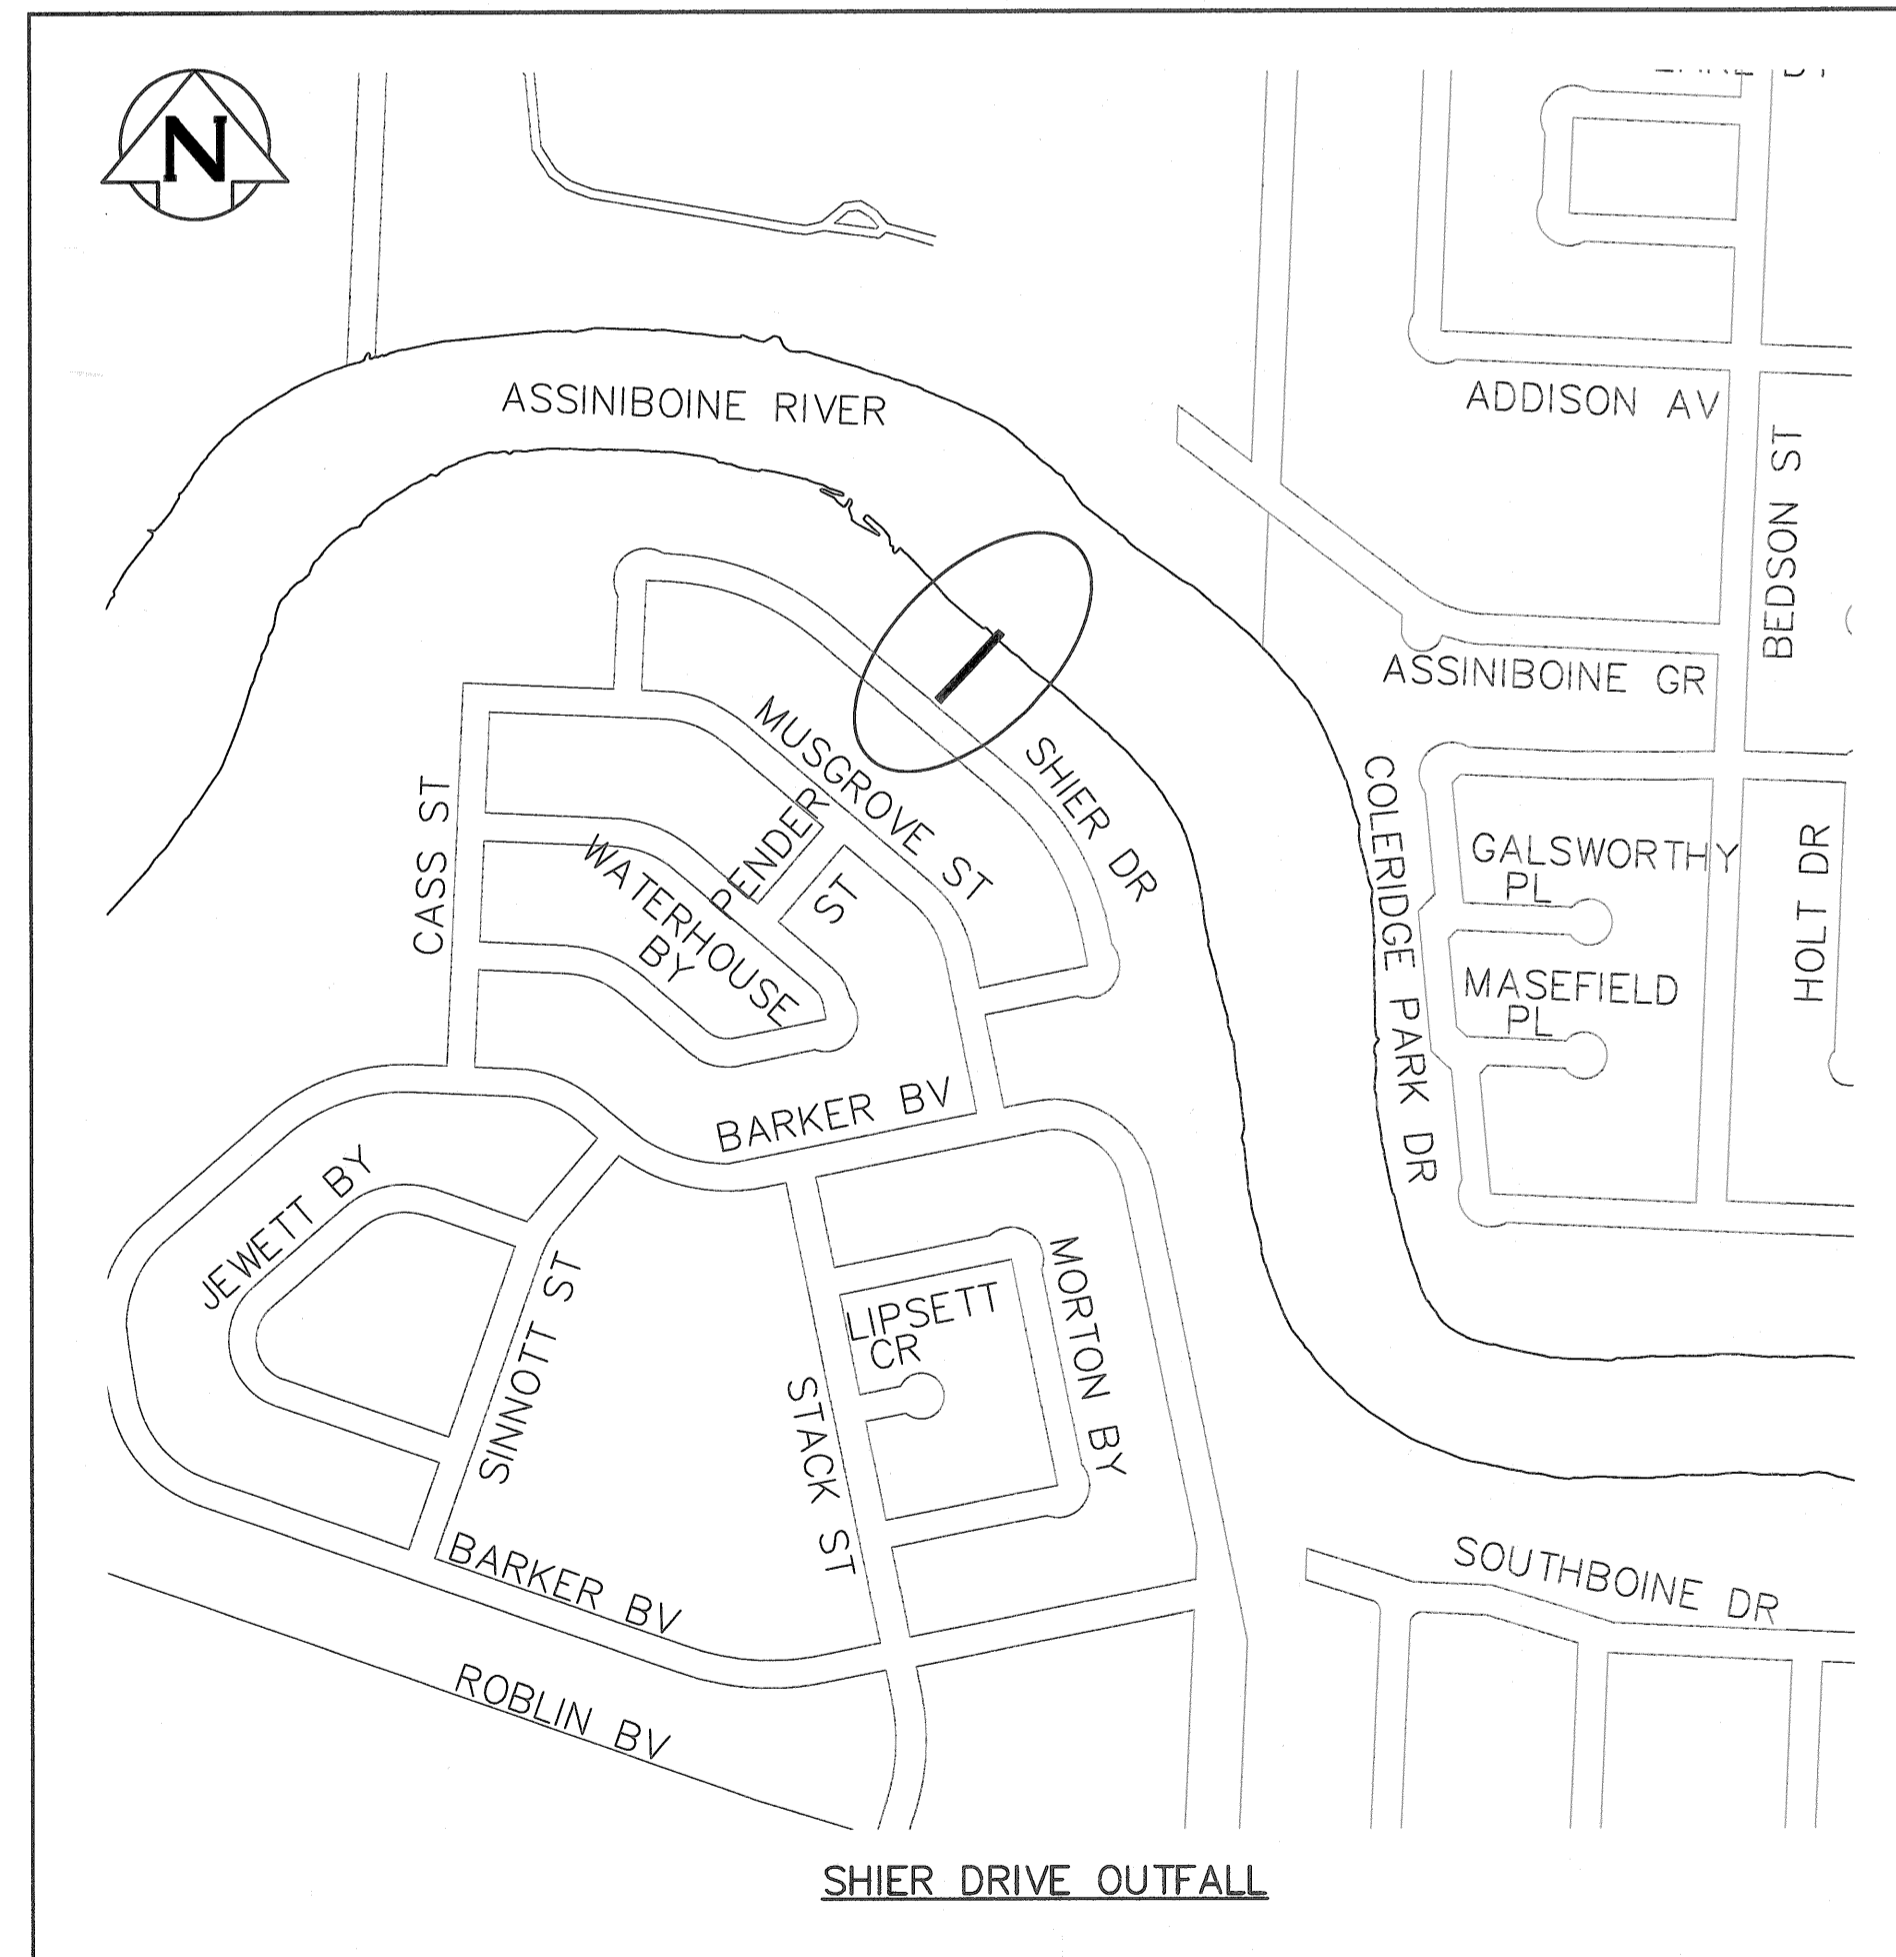 N
ASSINIBOINE RIVER
ADDISON AV
BEDSON ST
ASSINIBOINE GR
MUSGROVE ST
SHIER DR
COLERIDGE PARK DR
CASS ST
PENDER
ST
WATERHOUSE
BY
GALSWORTHY
PL
HOLT DR
MASEFIELD
PL
BARKER BV
JEWETT BY
SINNOTT ST
LIPSETT
CR
MORTON BY
STACK ST
BARKER BV
SOUTHBOINE DR
ROBLIN BV
SHIER DRIVE OUTFALL